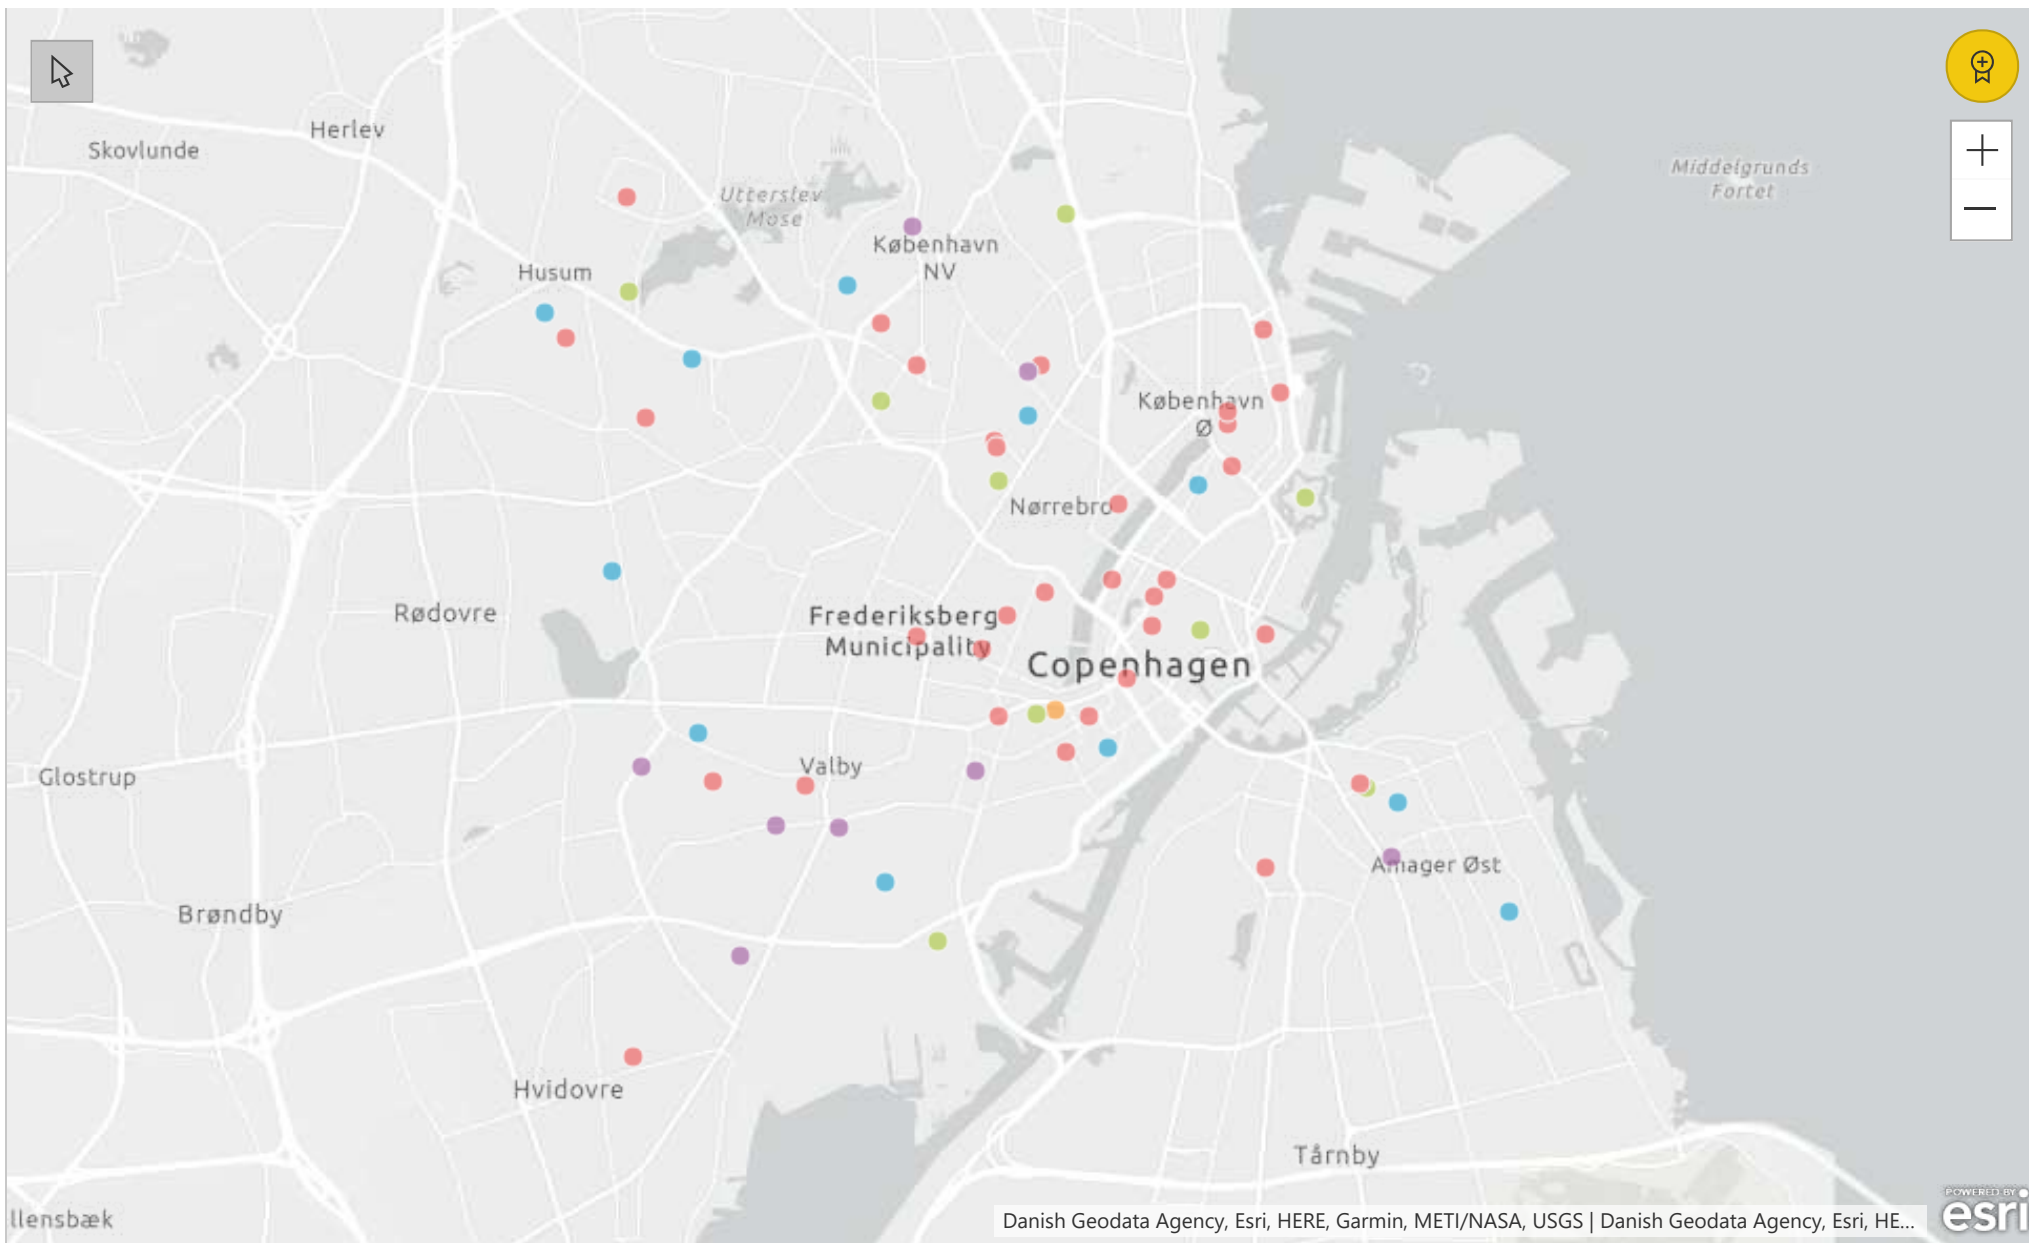 Herlev
Skovlunde
Middelgrunds
Fortet
Utterslev
Mose
København
NV
Husum
København
Ø
Nørrebro
Rødovre
Frederiksberg
Municipality
Copenhagen
Valby
Glostrup
Amager Øst
Brøndby
Hvidovre
Tårnby
llensbæk
POWERED BY
esri
Danish Geodata Agency, Esri, HERE, Garmin, METI/NASA, USGS | Danish Geodata Agency, Esri, HE...